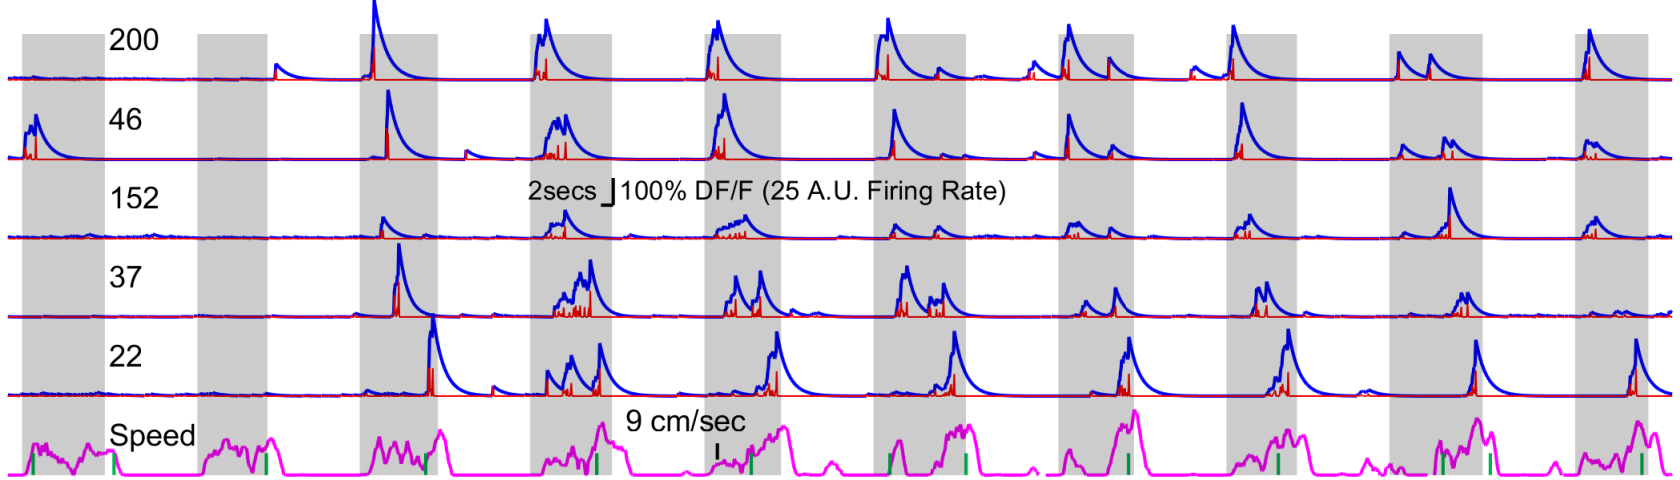 200
46
152
2secs 100% DF/F (25 A.U. Firing Rate)
37
22
9 cm/sec
Speed